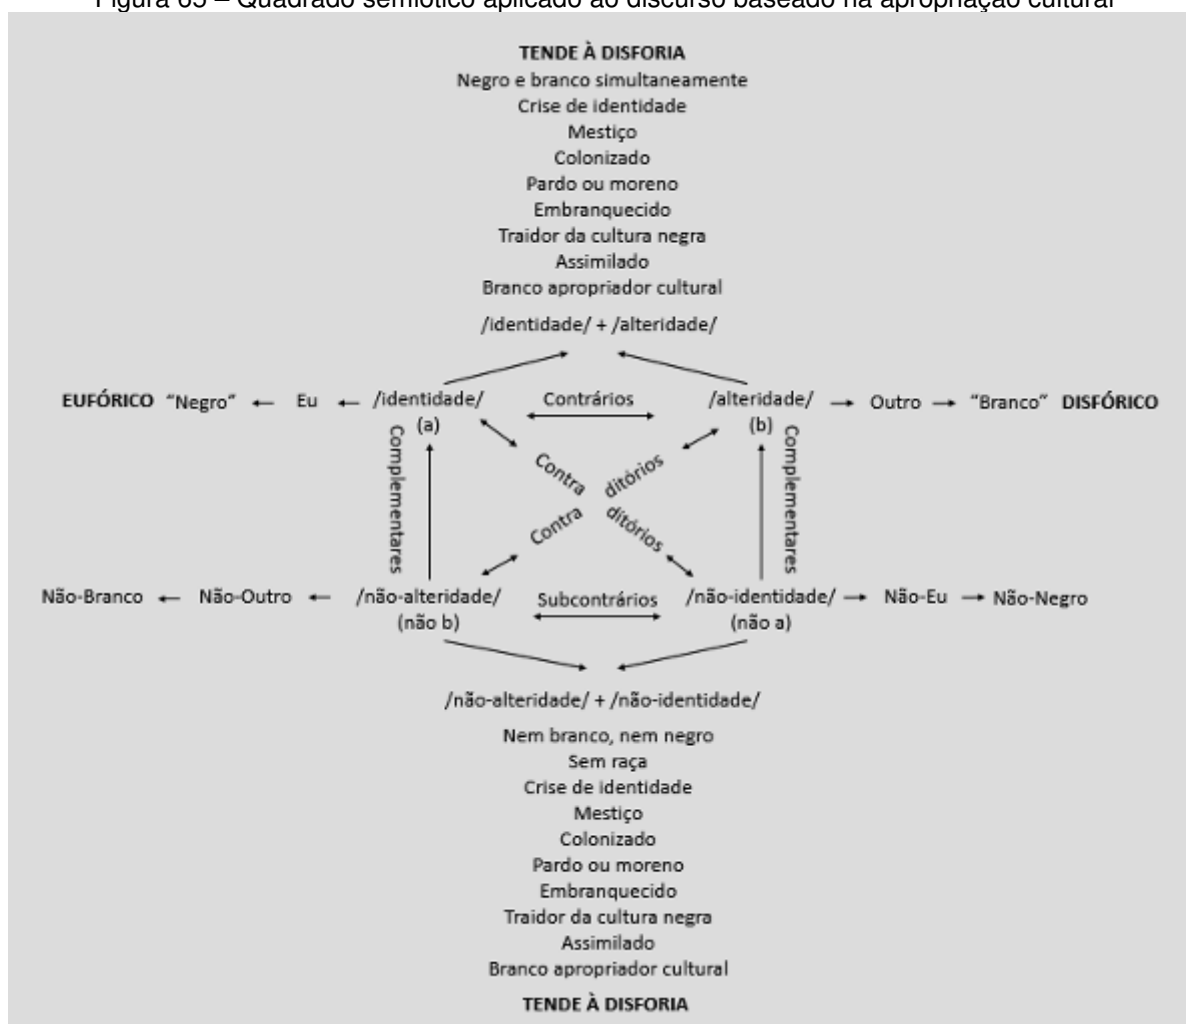 Figura 65 – Quadrado semiótico aplicado ao discurso baseado na apropriação cultural
TENDE À DISFORIA
Negro e branco simultaneamente
Crise de identidade
Mestiço
Colonizado
Pardo ou moreno
Embranquecido
Traidor da cultura negra
Assimilado
Branco apropriador cultural
/identidade/ + /alteridade/
EUFÓRICO "Negro" ← Eu ← /identidade/ Contrários /alteridade/ → Outro → "Branco" DISFÓRICO
(a) (b)
Complementares
Contra ditórios
Contra ditórios
Complementares
Não-Branco ← Não-Outro ← /não-alteridade/ Subcontrários /não-identidade/ → Não-Eu → Não-Negro
(não b) (não a)
/não-alteridade/ + /não-identidade/
Nem branco, nem negro
Sem raça
Crise de identidade
Mestiço
Colonizado
Pardo ou moreno
Embranquecido
Traidor da cultura negra
Assimilado
Branco apropriador cultural
TENDE À DISFORIA